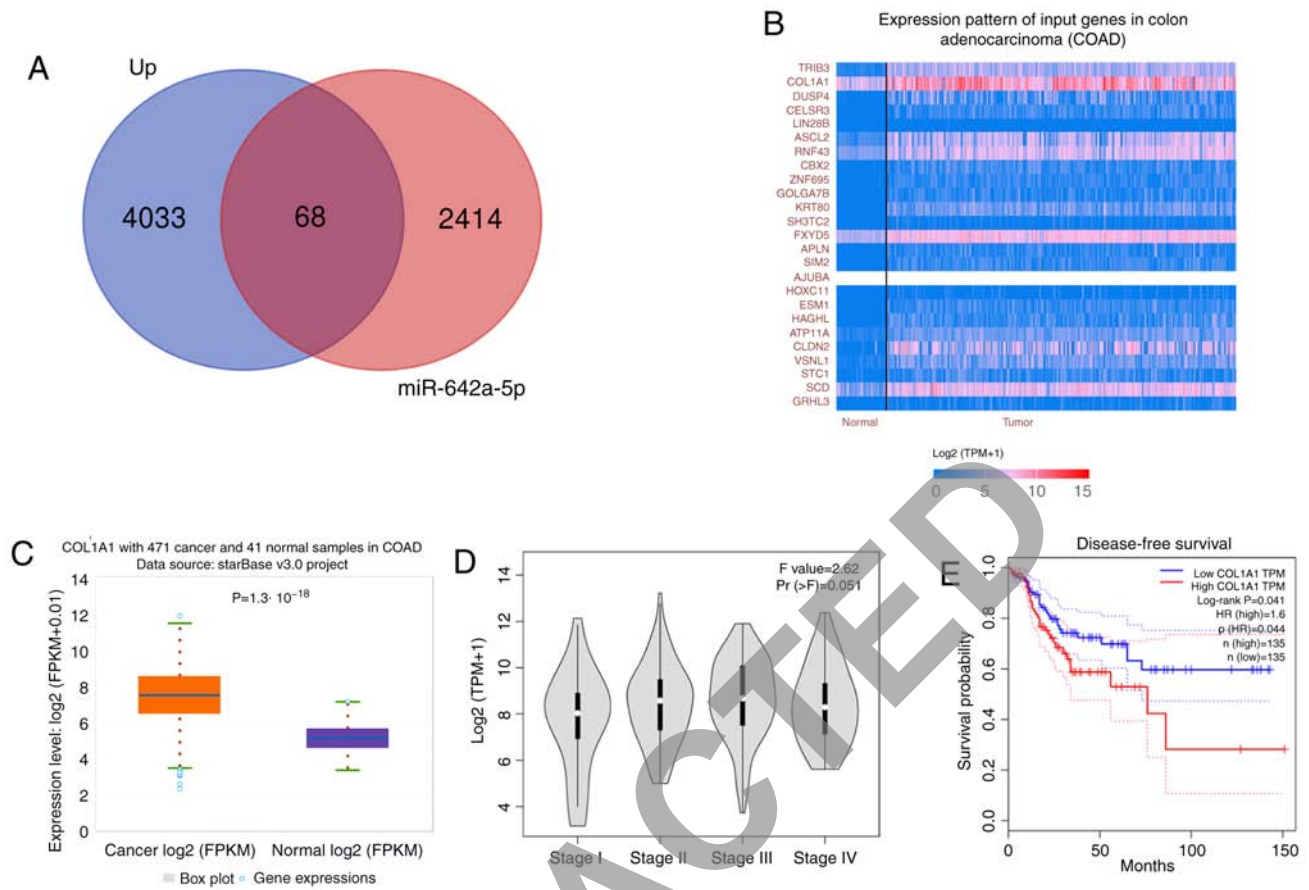 A
Up
4033
68
2414
miR-642a-5p
B
Expression pattern of input genes in colon
adenocarcinoma (COAD)
TRIB3
COL1A1
DUSP4
CELSR3
LIN28B
ASCL2
RNF43
CBX2
ZNF695
GOLGA7B
KRT80
SH3TC2
FXYD5
APLN
SIM2
AJUBA
HOXC11
ESM1
HAGHL
ATP11A
CLDN2
VSNL1
STC1
SCD
GRHL3
Normal Tumor
Log2 (TPM+1)
0 5 10 15
C
COL1A1 with 471 cancer and 41 normal samples in COAD
Data source: starBase v3.0 project
P=1.3· 10⁻¹⁸
Expression level: log2 (FPKM+0.01)
14
12
10
8
6
4
2
0
Cancer log2 (FPKM) Normal log2 (FPKM)
Box plot Gene expressions
D
F value=2.62
Pr (>F)=0.051
Log2 (TPM+1)
14
12
10
8
6
4
Stage I Stage II Stage III Stage IV
E
Disease-free survival
Low COL1A1 TPM
High COL1A1 TPM
Log-rank P=0.041
HR (high)=1.6
p (HR)=0.044
n (high)=135
n (low)=135
Survival probability
1.0
0.8
0.6
0.4
0.2
0.0
0 50 100 150
Months
ACTED